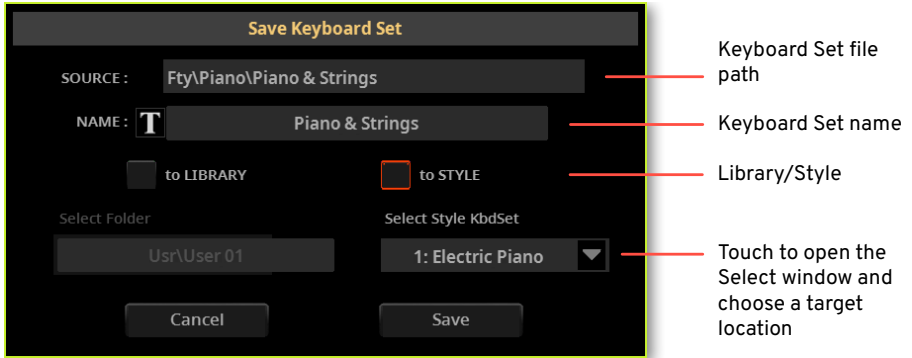 Save Keyboard Set
SOURCE :
Fty\Piano\Piano & Strings
Keyboard Set file
path
NAME :
T
Piano & Strings
Keyboard Set name
to LIBRARY
to STYLE
Library/Style
Select Folder
Select Style KbdSet
Usr\User 01
1: Electric Piano
Touch to open the
Select window and
choose a target
location
Cancel
Save